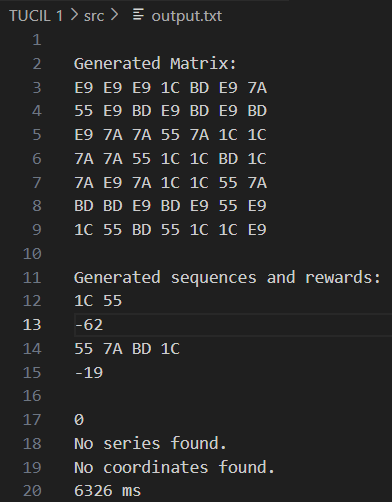 TUCIL 1 > src > output.txt
1
2 Generated Matrix:
3 E9 E9 E9 1C BD E9 7A
4 55 E9 BD E9 BD E9 BD
5 E9 7A 7A 55 7A 1C 1C
6 7A 7A 55 1C 1C BD 1C
7 7A E9 7A 1C 1C 55 7A
8 BD BD E9 BD E9 55 E9
9 1C 55 BD 55 1C 1C E9
10
11 Generated sequences and rewards:
12 1C 55
13 -62
14 55 7A BD 1C
15 -19
16
17 0
18 No series found.
19 No coordinates found.
20 6326 ms